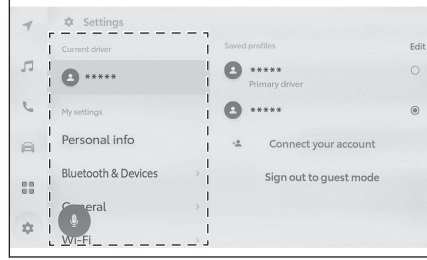 Settings
Current driver
*****
My settings
Personal info
Bluetooth & Devices
General
Wi-Fi
Saved profiles
Edit
*****
Primary driver
*****
Connect your account
Sign out to guest mode